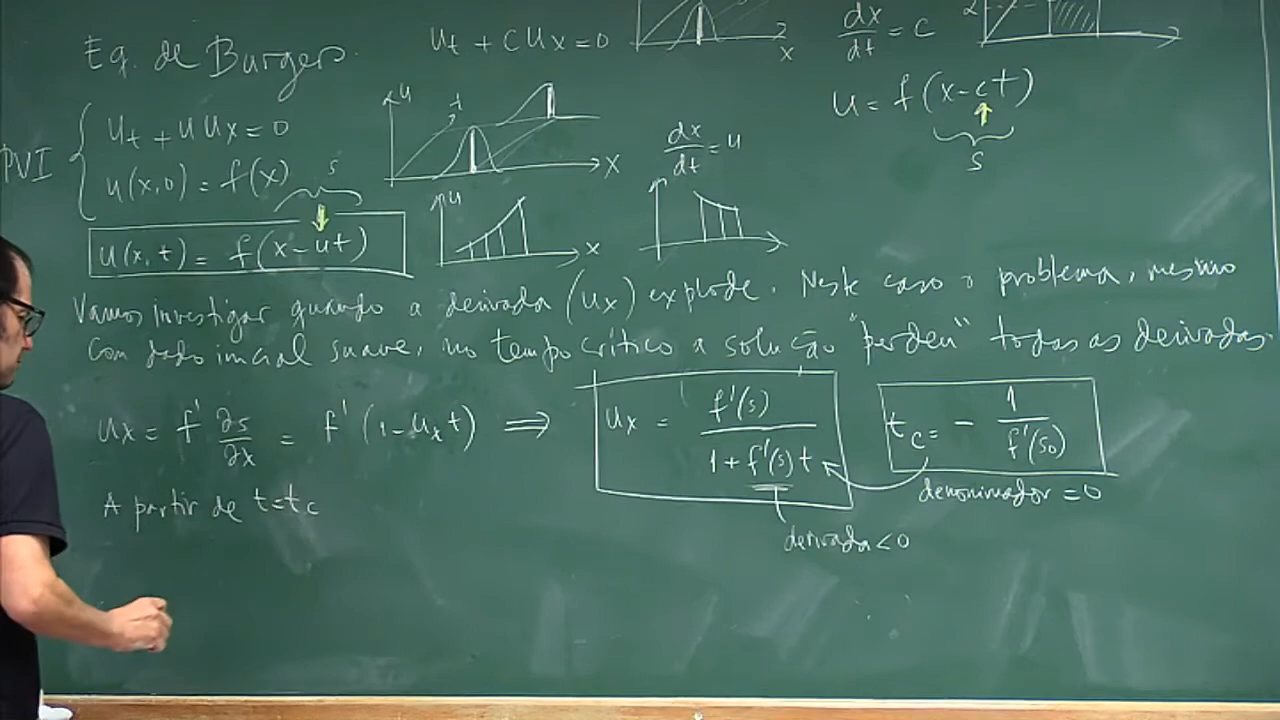 Eq. de Burgers.
PVI
u_t + u u_x = 0
u(x,0) = f(x)
s
u(x,t) = f(x-ut)
u_t + c u_x = 0
x
u
t
x
u
x
dx/dt = u
dx/dt = c
2
u = f(x-ct)
s
Vamos investigar quando a derivada (u_x) explode. Neste caso o problema, mesmo
com dado inicial suave, no tempo crítico a solução "perdeu" todas as derivadas.
u_x = f' ∂s/∂x = f' (1-u_x t) ⟹ u_x = f'(s) / 1+f'(s)t
t_c = - 1/f'(s_0)
denominador = 0
derivada < 0
A partir de t=t_c